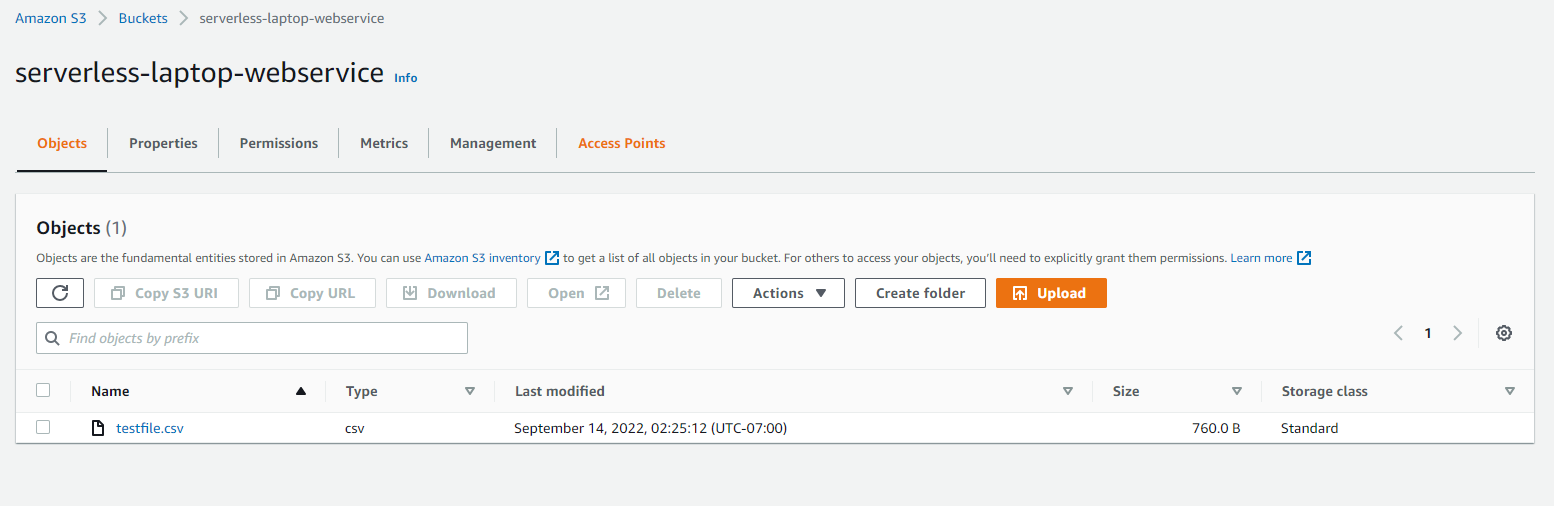 Amazon S3 > Buckets > serverless-laptop-webservice
serverless-laptop-webservice Info
Objects Properties Permissions Metrics Management Access Points
Objects (1)
Objects are the fundamental entities stored in Amazon S3. You can use Amazon S3 inventory to get a list of all objects in your bucket. For others to access your objects, you'll need to explicitly grant them permissions. Learn more
Copy S3 URI Copy URL Download Open Delete Actions Create folder Upload
Find objects by prefix 1
Name Type Last modified Size Storage class
testfile.csv csv September 14, 2022, 02:25:12 (UTC-07:00) 760.0 B Standard